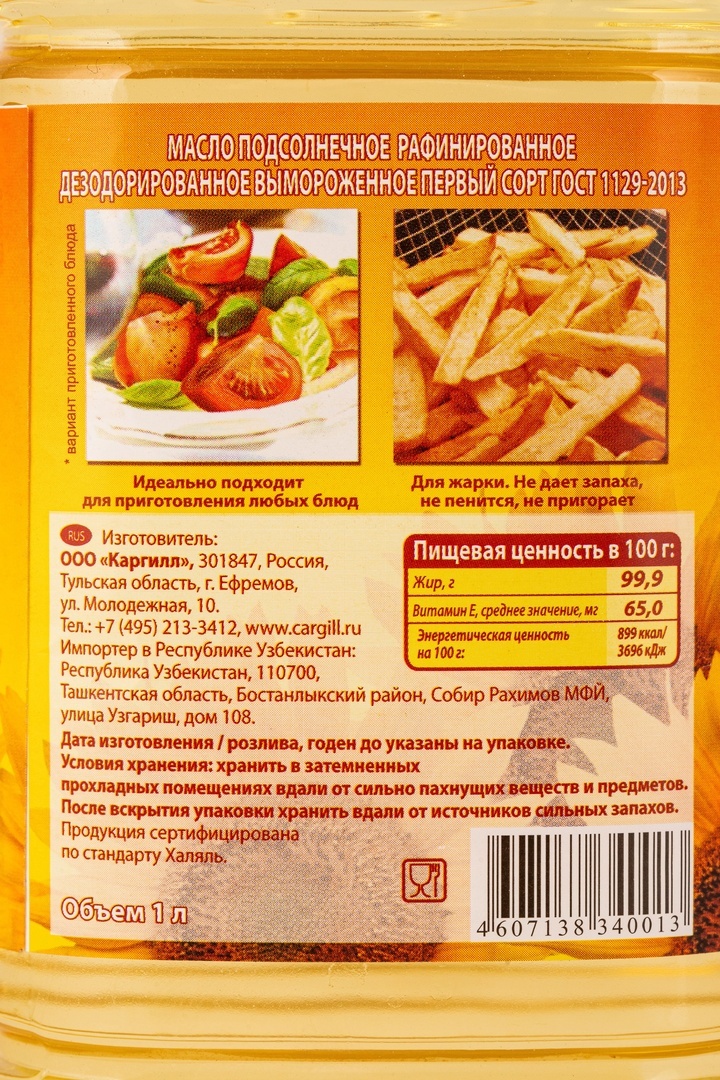 МАСЛО ПОДСОЛНЕЧНОЕ РАФИНИРОВАННОЕ
ДЕЗОДОРИРОВАННОЕ ВЫМОРОЖЕННОЕ ПЕРВЫЙ СОРТ ГОСТ 1129-2013
* вариант приготовленного блюда
Идеально подходит
для приготовления любых блюд
Для жарки. Не дает запаха,
не пенится, не пригорает
RUS Изготовитель:
ООО «Каргилл», 301847, Россия,
Тульская область, г. Ефремов,
ул. Молодежная, 10.
Тел.: +7 (495) 213-3412, www.cargill.ru
Импортер в Республике Узбекистан:
Республика Узбекистан, 110700,
Ташкентская область, Бостанлыкский район, Собир Рахимов МФЙ,
улица Узгариш, дом 108.
Пищевая ценность в 100 г:
Жир, г 99,9
Витамин Е, среднее значение, мг 65,0
Энергетическая ценность 899 ккал/
на 100 г: 3696 кДж
Дата изготовления / розлива, годен до указаны на упаковке.
Условия хранения: хранить в затемненных
прохладных помещениях вдали от сильно пахнущих веществ и предметов.
После вскрытия упаковки хранить вдали от источников сильных запахов.
Продукция сертифицирована
по стандарту Халяль.
Объем 1 л
4 607138 340013